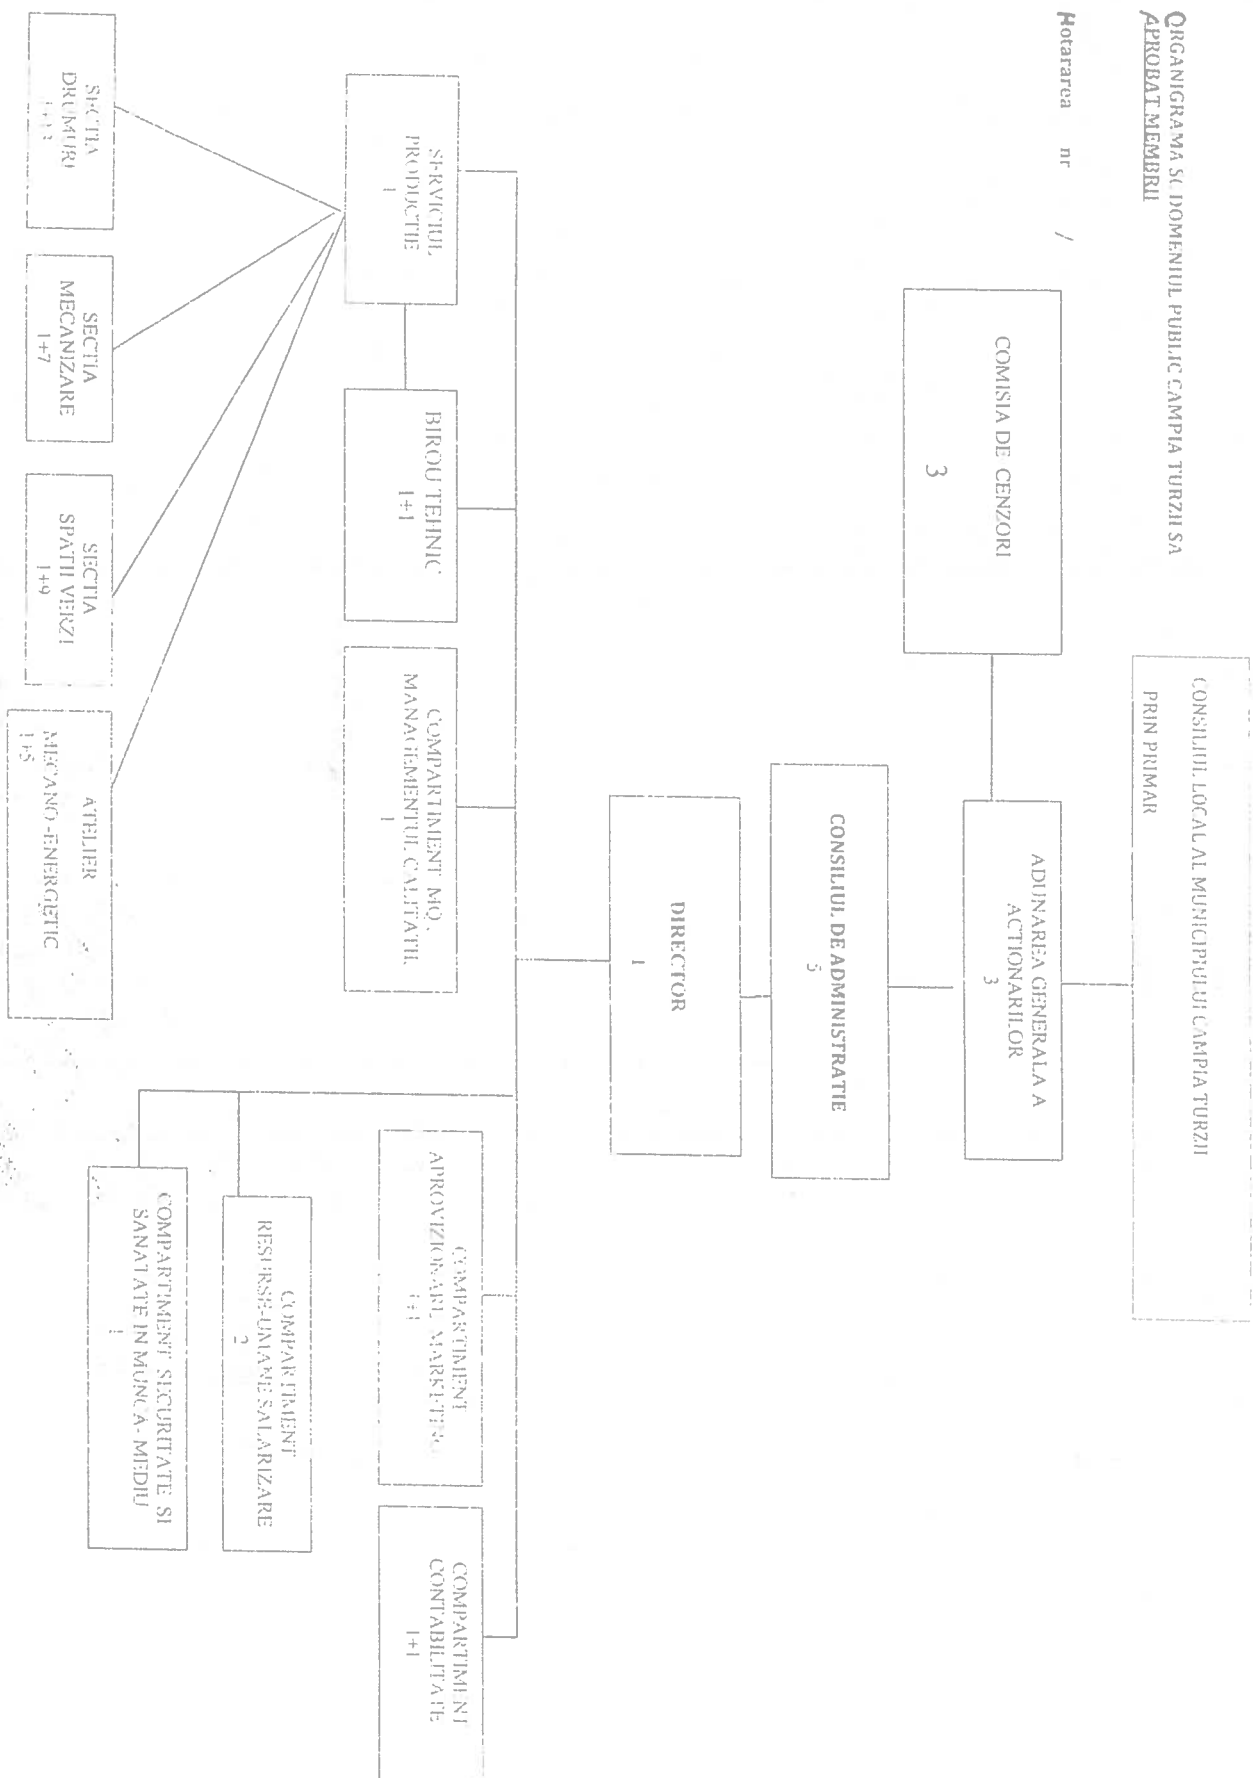 ORGANIGRAMA SC DOMENIUL PUBLIC CAMPIA TURZII SA
APROBAT MEMBRII
Hotararea nr /
CONSILIUL LOCAL AL MUNICIPIULUI CAMPIA TURZII
PRIN PRIMAR
COMISIA DE CENZORI
3
ADUNAREA GENERALA A
ACTIONARILOR
3
CONSILIUL DE ADMINISTRATIE
5
DIRECTOR
1
SERVICIUL
PRODUCTIE
1
BIROU TEHNIC
1+1
COMPARTIMENT MQ,
MANAGEMENTUL CALITATII,
1
COMPARTIMENT
APROVIZIONARE, MARKETING
COMPARTIMENT
CONTABILITATE
1+1
COMPARTIMENT
RESURSE-UMANE SALARIZARE
2
COMPARTIMENT SECURITATE SI
SANATATE IN MUNCA- MEDIU
SECTIA
DRUMURI
SECTIA
MECANIZARE
1+7
SECTIA
SPATII VERZI
1+9
ATELIER
MECANO-ENERGETIC
1+5